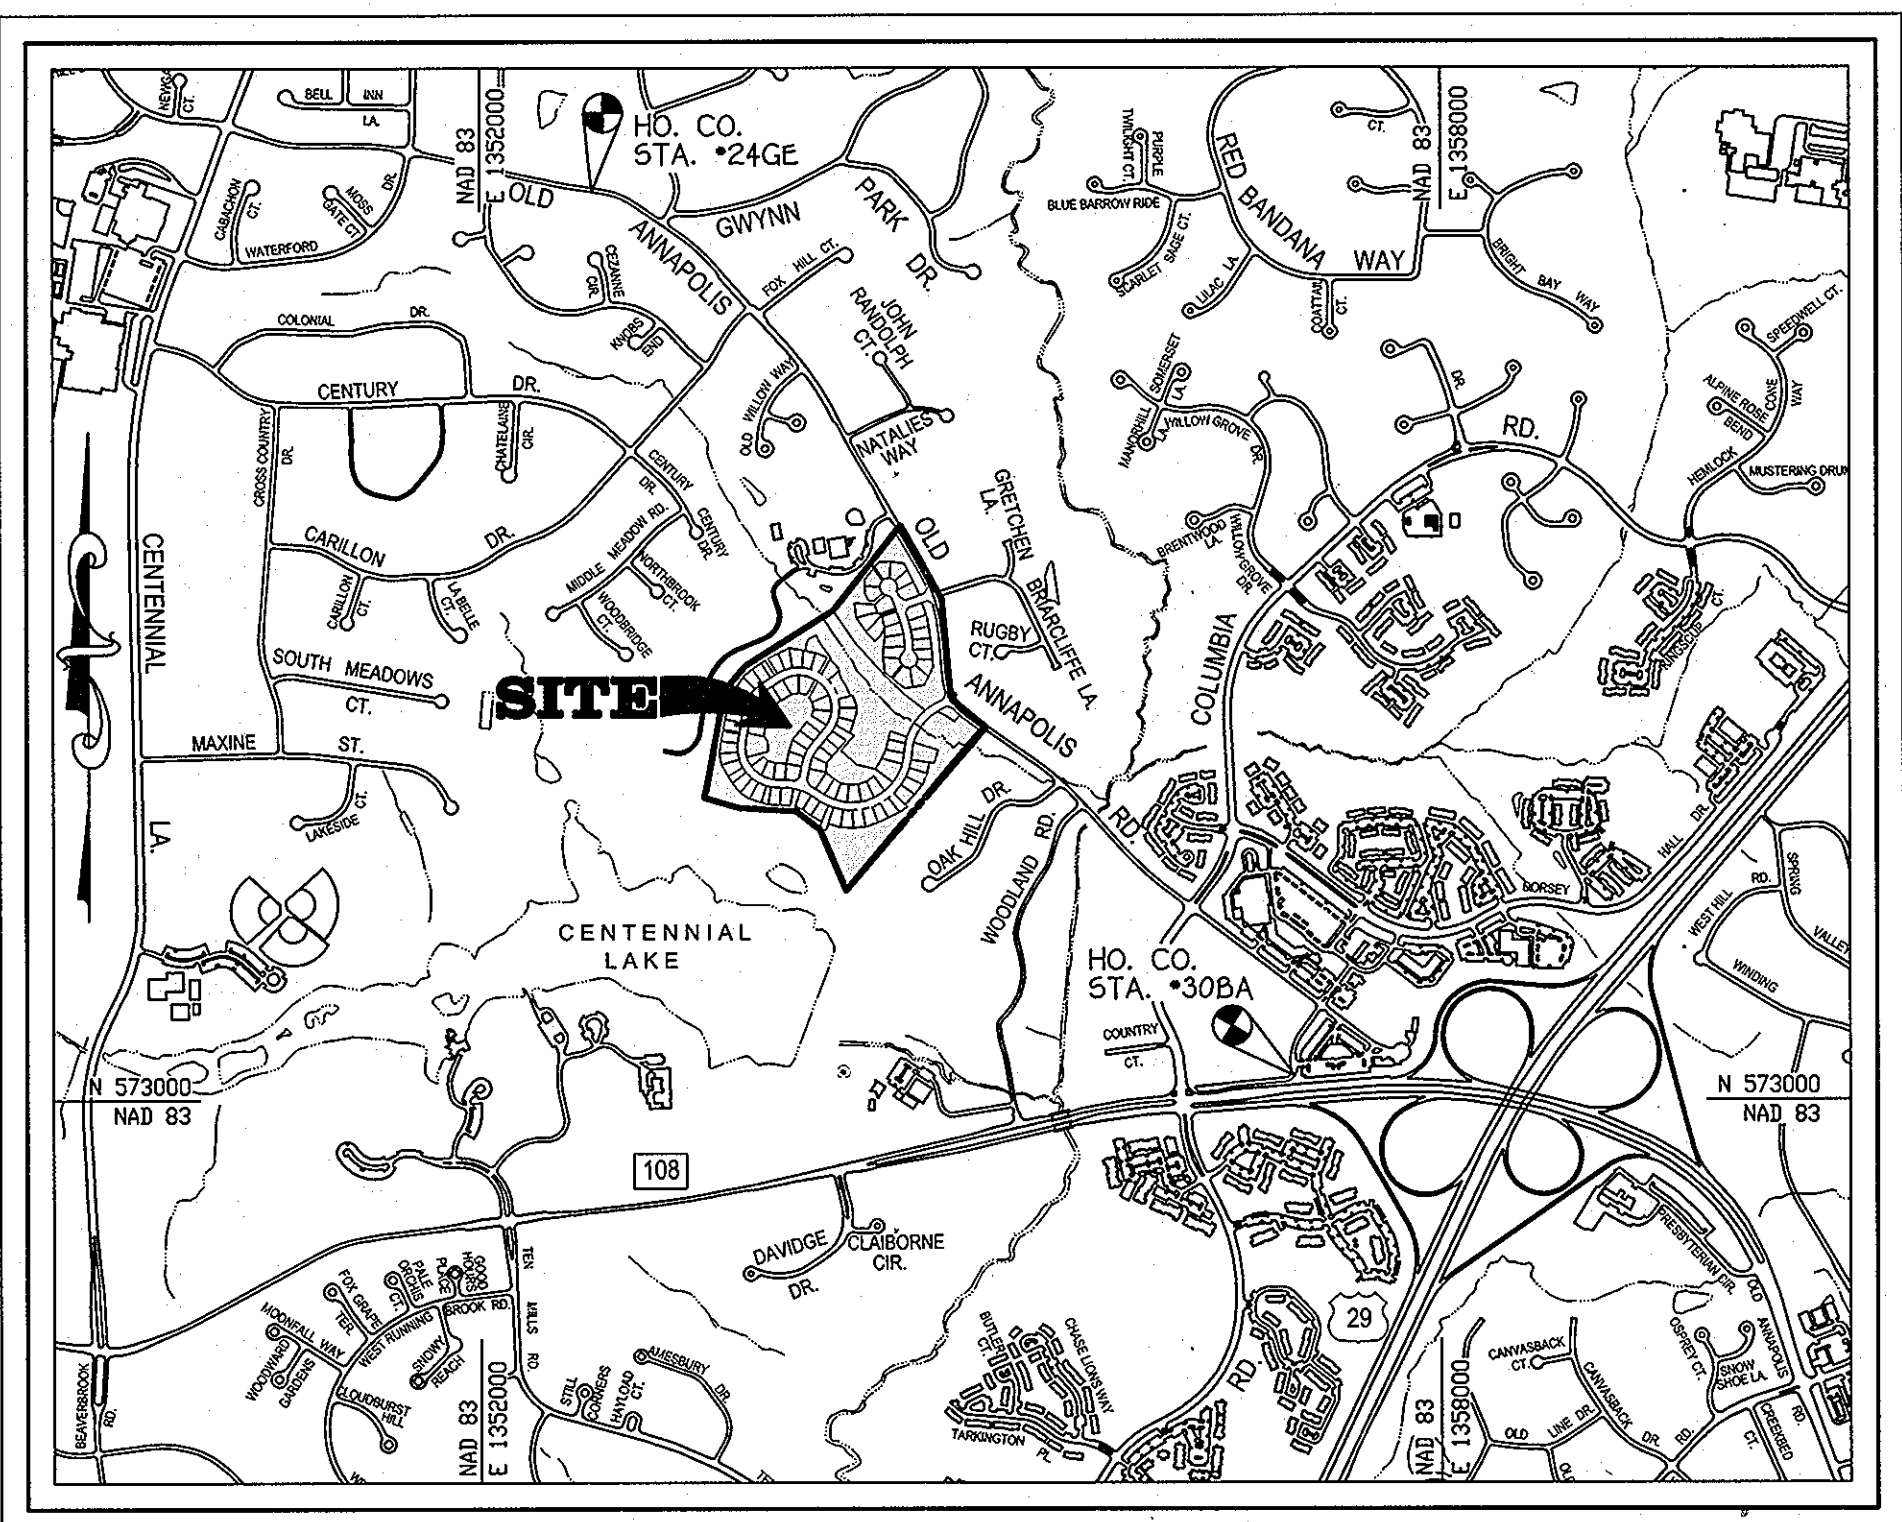 NEWGA
CT.
BELL INN
LA.
NAD 83
E 1352000
HO. CO.
STA. •24GE
OLD
ANNAPOLIS
GWYNN
PARK
DR.
CABACHON
CT.
MOSS
GATE CT
DR.
WATERFORD
CEZANNE
CIR.
KNOBS
END
FOX HILL CT.
JOHN
RANDOLPH
CT.
OLD WILLOW WAY
NATALIES
WAY
TWILIGHT CT.
PURPLE
BLUE BARROW RIDE
SCARLET SAGE CT.
LILAC LA.
RED BANDANA
WAY
COATTAIL
CT.
CT.
NAD 83
E 1358000
BRIGHT BAY WAY
SPEEDWELL CT.
CONE
WAY
ALPINE ROSE
BEND
HEMLOCK
MUSTERING DRUM
SOMERSET
LA.
MANORHILL
LA.
WILLOW GROVE
DR.
BRENTWOOD
LA.
WILLOW GROVE
DR.
DR.
RD.
COLUMBIA
RINGSCUP CT.
COLONIAL DR.
CENTURY DR.
CROSS COUNTRY
DR.
CHATELAINE
CIR.
CENTURY
DR.
CENTURY
DR.
CARILLON DR.
CARILLON
CT.
LA BELLE
CT.
MIDDLE MEADOW RD.
NORTHBROOK
CT.
WOODBRIDGE
CT.
CENTENNIAL
LA.
SOUTH MEADOWS
CT.
MAXINE ST.
LAKESIDE
CT.
SITE
OLD
ANNAPOLIS
RD.
GRETCHEN
LA.
BRIARCLIFFE LA.
RUGBY
CT.
OAK HILL DR.
WOODLAND RD.
CENTENNIAL
LAKE
HO. CO.
STA. •30BA
COUNTRY
CT.
DORSEY
HALL DR.
WEST HILL
RD.
SPRING
VALLEY
WINDING
N 573000
NAD 83
N 573000
NAD 83
108
DAVIDGE
DR.
CLAIBORNE
CIR.
TEN
MILLS
RD
GOOD
HOURS
PLACE
PALE
ORCHIS
CT.
FOX GRAPE
TER.
MOONFALL WAY
WEST RUNNING
BROOK RD.
WOODWARD
GARDENS
SNOWY
REACH
CLOUDBURST
HILL
BEAVERBROOK
RD.
NAD 83
E 1352000
STILL
CORNERS
HAYLOAD
CT.
AMESBURY
DR.
BUTLER
CT.
CHASE LIONS WAY
TARKINGTON
PL.
RD.
29
PRESBYTERIAN CIR.
OLD
ANNAPOLIS
RD.
NAD 83
E 1358000
CANVASBACK
CT.
CANVASBACK
DR.
OSPREY CT.
SNOW
SHOE LA.
OLD LINE DR.
RD.
CREEKBED
CT.